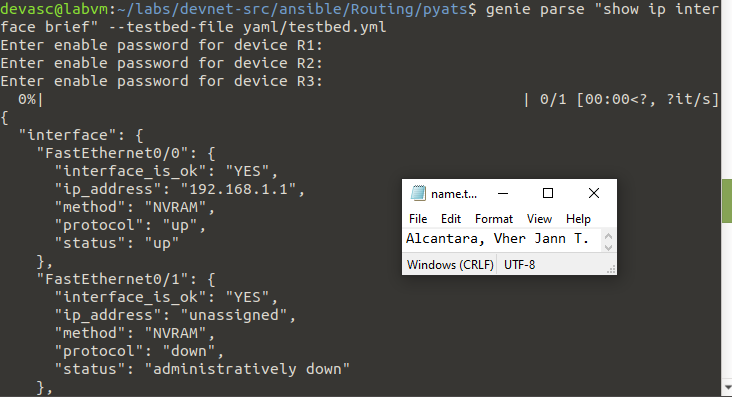 devasc@labvm:~/labs/devnet-src/ansible/Routing/pyats$ genie parse "show ip inter
face brief" --testbed-file yaml/testbed.yml
Enter enable password for device R1:
Enter enable password for device R2:
Enter enable password for device R3:
  0%|                                                     | 0/1 [00:00<?, ?it/s]
{
  "interface": {
    "FastEthernet0/0": {
      "interface_is_ok": "YES",
      "ip_address": "192.168.1.1",
      "method": "NVRAM",
      "protocol": "up",
      "status": "up"
    },
    "FastEthernet0/1": {
      "interface_is_ok": "YES",
      "ip_address": "unassigned",
      "method": "NVRAM",
      "protocol": "down",
      "status": "administratively down"
    },
name.t...
File Edit Format View Help
Alcantara, Vher Jann T.
Windows (CRLF) UTF-8